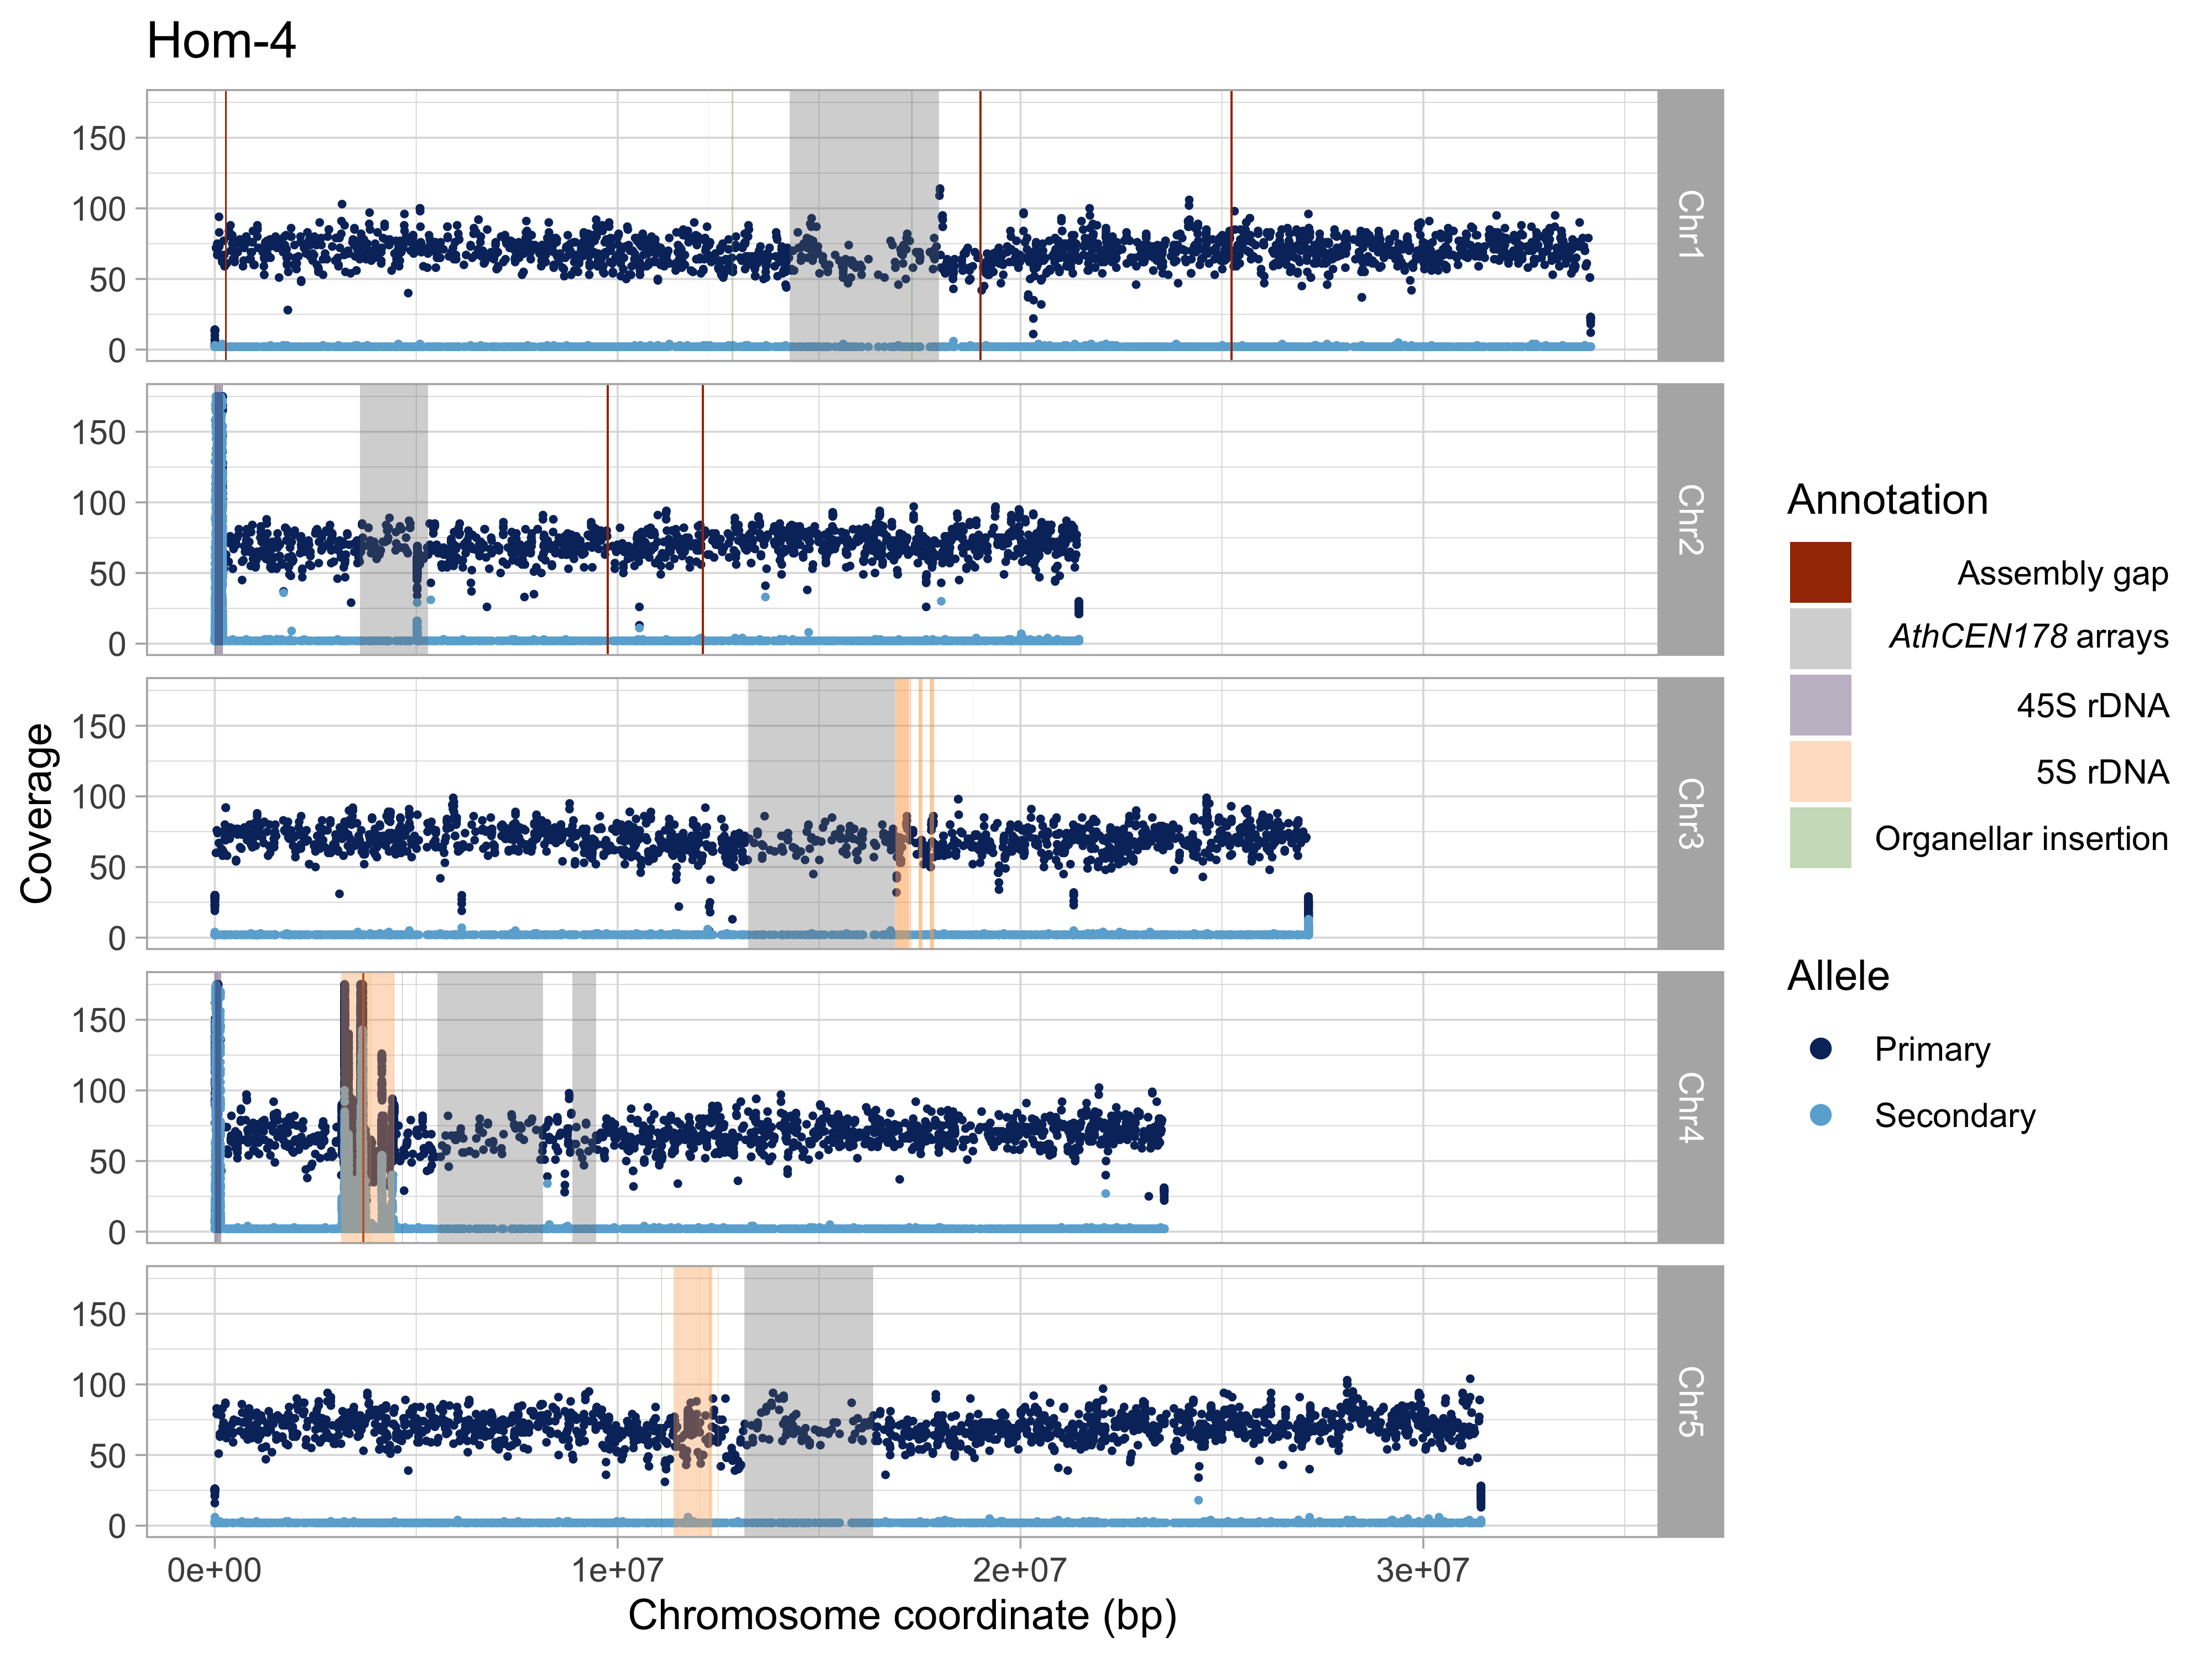 Hom-4
Coverage
150
100
50
0
Chr1
150
100
50
0
Chr2
150
100
50
0
Chr3
150
100
50
0
Chr4
150
100
50
0
Chr5
0e+00 1e+07 2e+07 3e+07
Chromosome coordinate (bp)
Annotation
Assembly gap
AthCEN178 arrays
45S rDNA
5S rDNA
Organellar insertion
Allele
Primary
Secondary